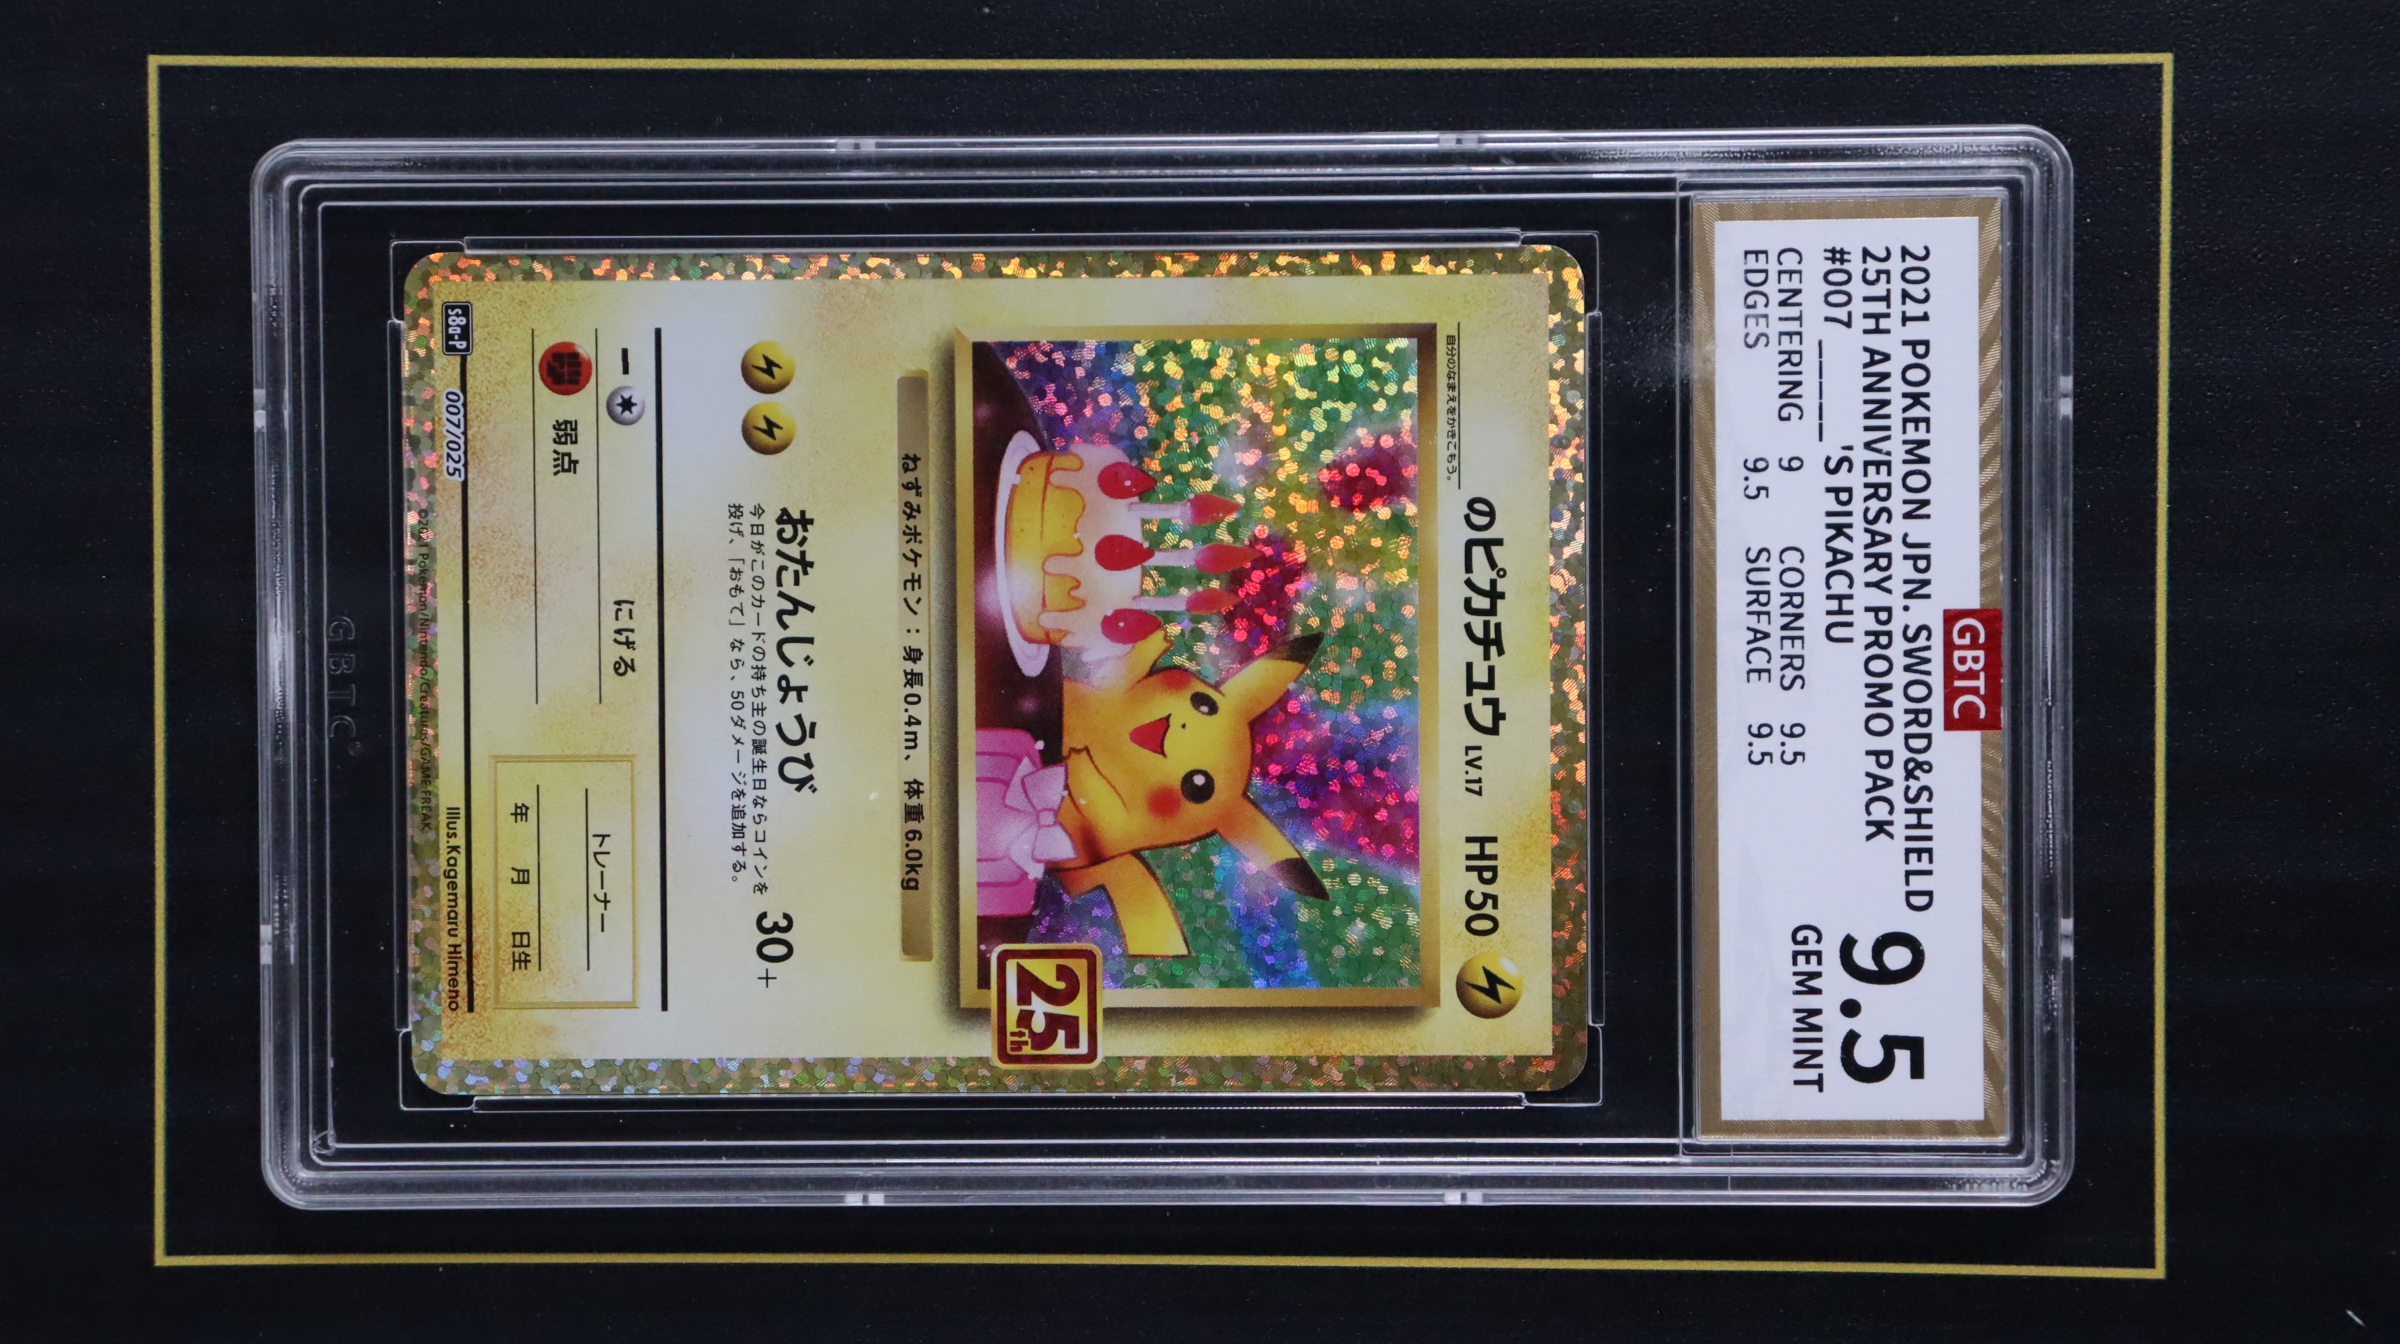 GBTC
2021 POKEMON JPN. SWORD&SHIELD
25TH ANNIVERSARY PROMO PACK
#007 _____'S PIKACHU
CENTERING 9 CORNERS 9.5
EDGES 9.5 SURFACE 9.5
9.5
GEM MINT
のピカチュウ LV.17 HP50
自分のなまえをかきこもう。
25th
ねずみポケモン：身長0.4m、体重6.0kg
おたんじょうび 30+
今日がこのカードの持ち主の誕生日ならコインを
投げ、「おもて」なら、50ダメージを追加する。
にげる
弱点
トレーナー
年 月 日生
s8a-P 007/025 Illus.Kagemaru Himeno
©2021 Pokémon/Nintendo/Creatures/GAME FREAK.
GBTC